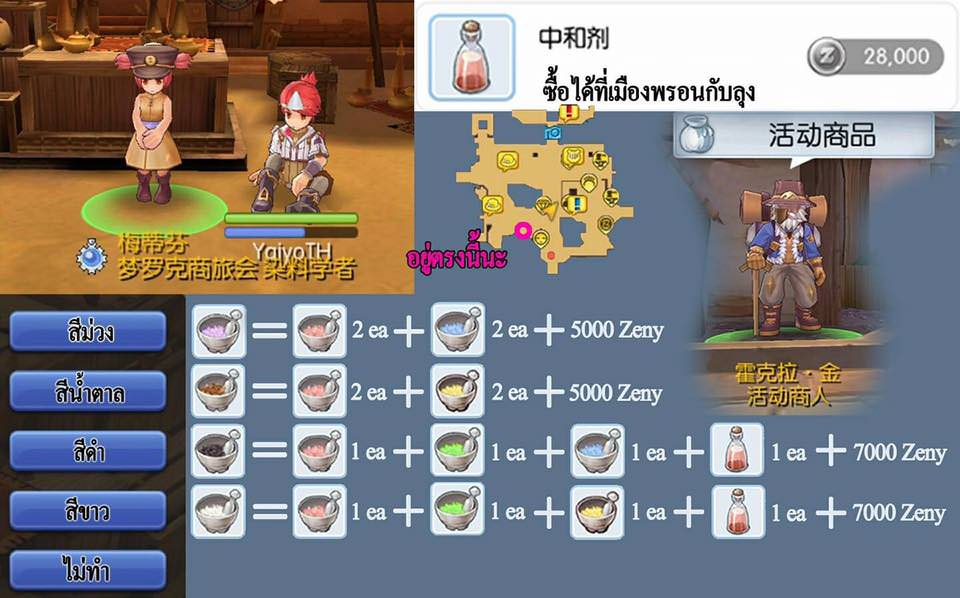 中和剂
28,000
ซื้อได้ที่เมืองพรอนกับลุง
活动商品
梅蒂芬
梦罗克商旅会 染料学者
YaiyoTH
อยู่ตรงนี้นะ
霍克拉·金
活动商人
สีม่วง
= 2 ea + 2 ea + 5000 Zeny
สีน้ำตาล
= 2 ea + 2 ea + 5000 Zeny
สีดำ
= 1 ea + 1 ea + 1 ea + 1 ea + 7000 Zeny
สีขาว
= 1 ea + 1 ea + 1 ea + 1 ea + 7000 Zeny
ไม่ทำ